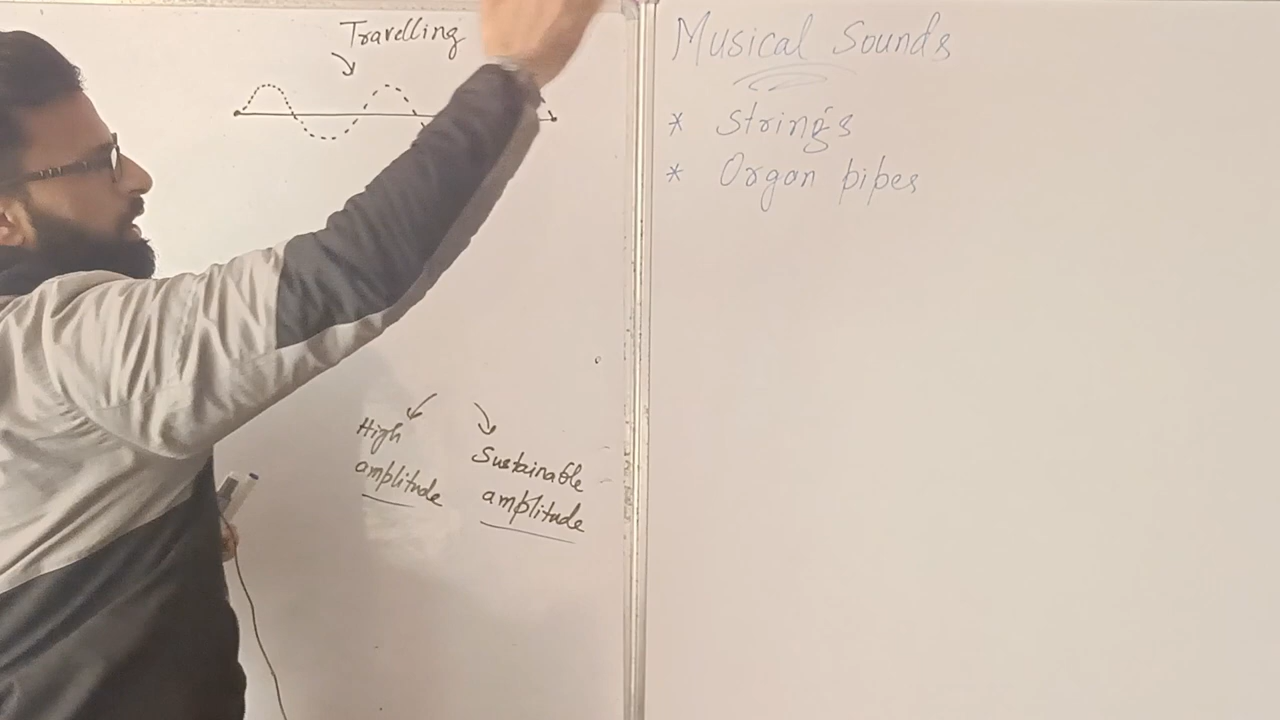 Travelling
High
amplitude
Sustainable
amplitude
Musical Sounds
* Strings
* Organ pipes